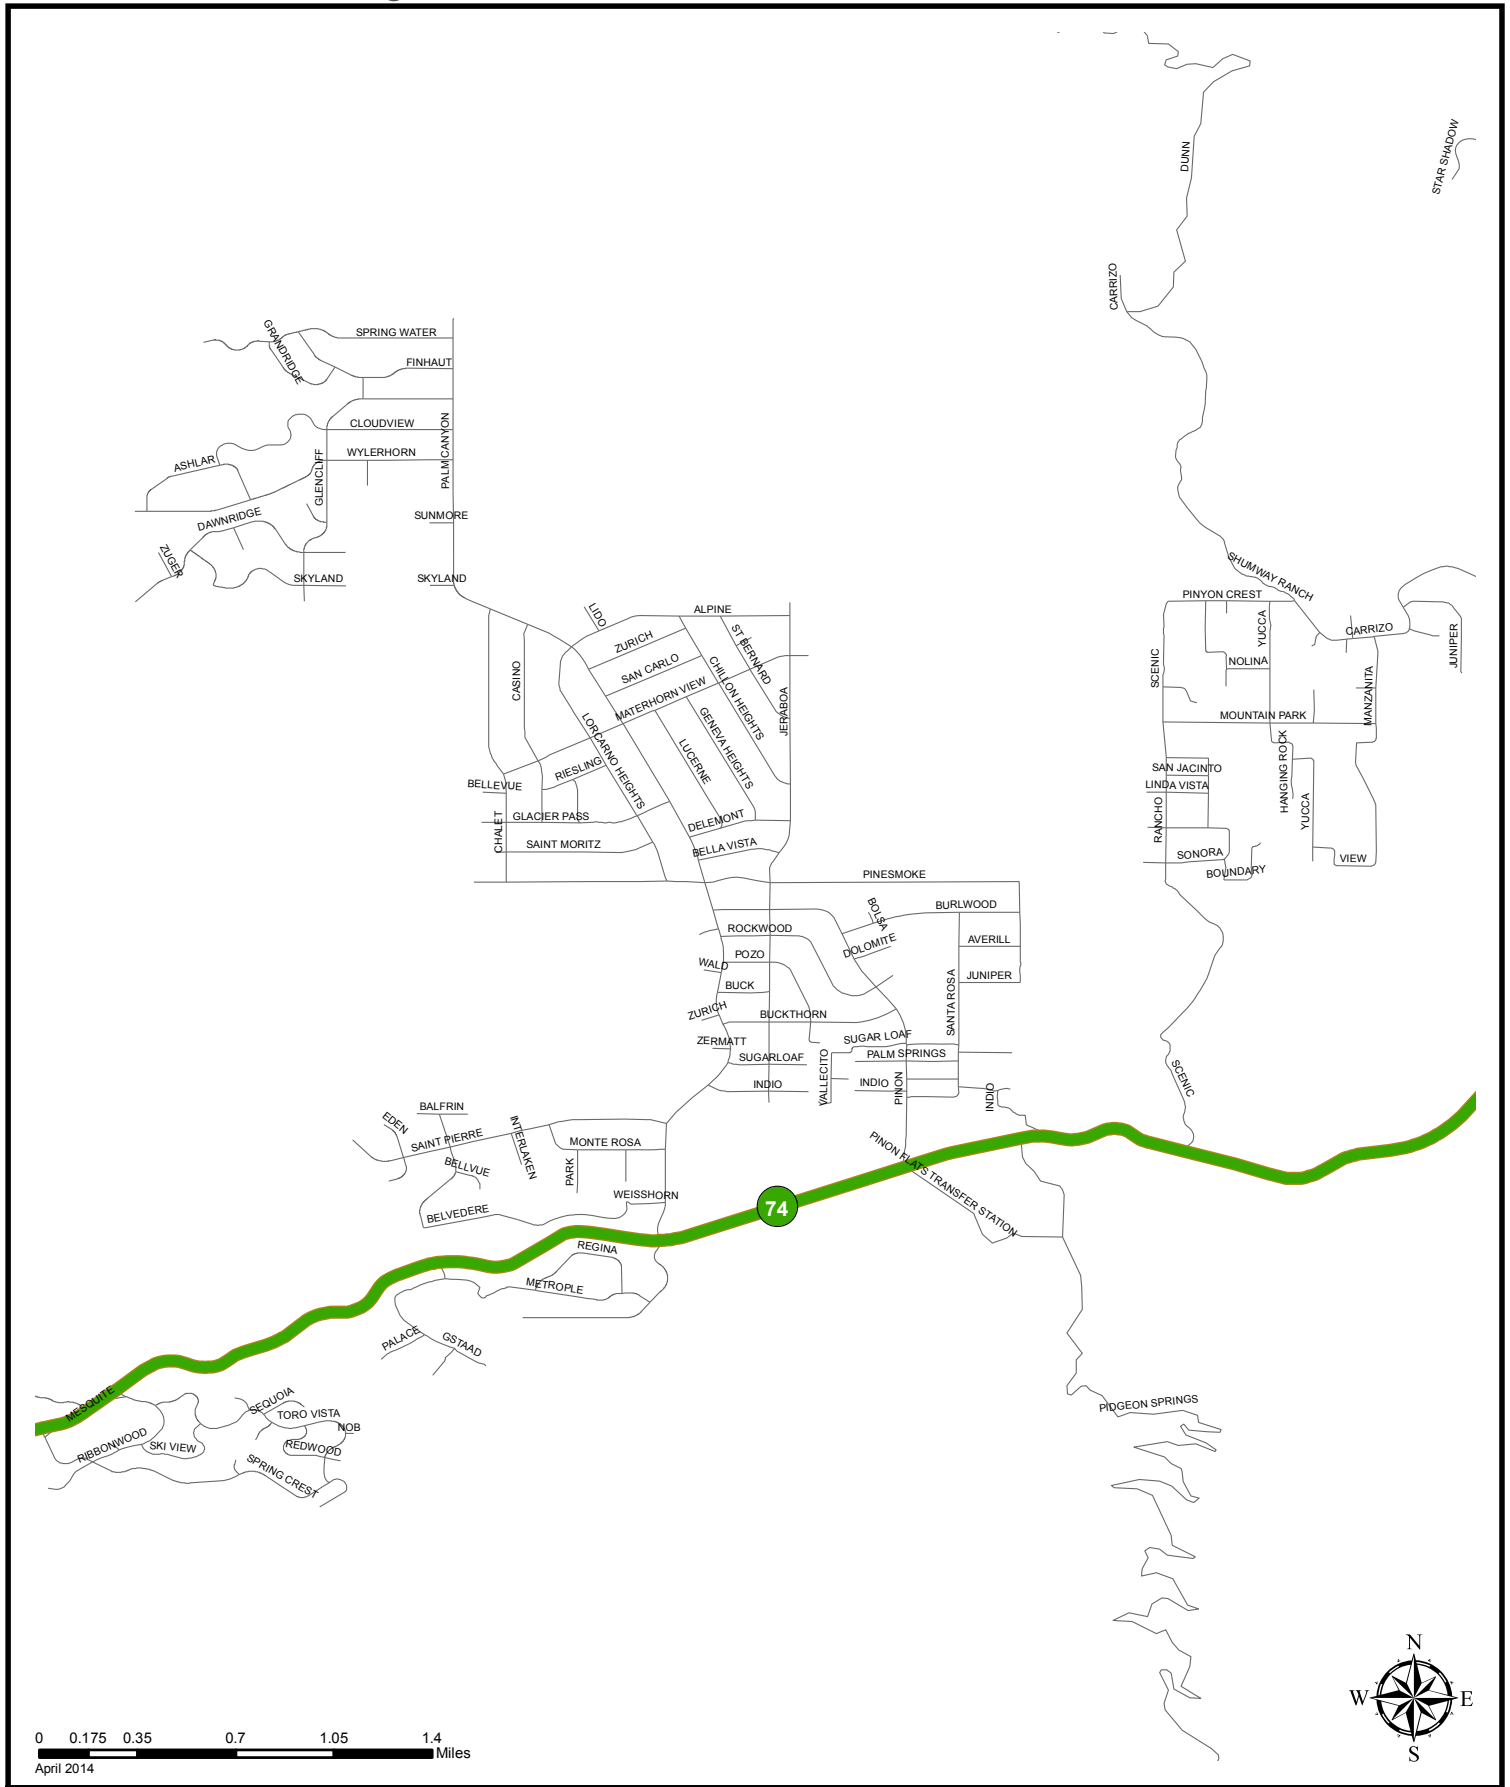 DUNN
STAR SHADOW
CARRIZO
GRANDRIDGE
SPRING WATER
FINHAUT
CLOUDVIEW
PALM CANYON
WYLERHORN
ASHLAR
GLENCLIFF
DAWNRIDGE
SUNMORE
ZUGER
SKYLAND
SKYLAND
SHUMWAY RANCH
PINYON CREST
LIDO
ALPINE
ZURICH
ST BERNARD
YUCCA
CARRIZO
JUNIPER
SAN CARLO
CHILLON HEIGHTS
CASINO
SCENIC
NOLINA
MATERHORN VIEW
JERABOA
MANZANITA
LORCARNO HEIGHTS
GENEVA HEIGHTS
MOUNTAIN PARK
LUCERNE
RIESLING
HANGING ROCK
SAN JACINTO
BELLEVUE
LINDA VISTA
YUCCA
GLACIER PASS
DELEMONT
RANCHO
CHALET
SAINT MORITZ
BELLA VISTA
SONORA
VIEW
BOUNDARY
PINESMOKE
BOLSA
BURLWOOD
ROCKWOOD
DOLOMITE
AVERILL
POZO
WALD
JUNIPER
BUCK
SANTA ROSA
ZURICH
BUCKTHORN
ZERMATT
SUGAR LOAF
SUGARLOAF
PALM SPRINGS
VALLECITO
INDIO
INDIO
PINON
INDIO
SCENIC
BALFRIN
EDEN
SAINT PIERRE
INTERLAKEN
MONTE ROSA
PINON FLATS TRANSFER STATION
BELLVUE
PARK
WEISSHORN
74
BELVEDERE
REGINA
METROPLE
PALACE
GSTAAD
MESQUITE
SEQUOIA
TORO VISTA
NOB
PIDGEON SPRINGS
RIBBONWOOD
SKI VIEW
REDWOOD
SPRING CREST
N
W
E
S
0 0.175 0.35 0.7 1.05 1.4
Miles
April 2014